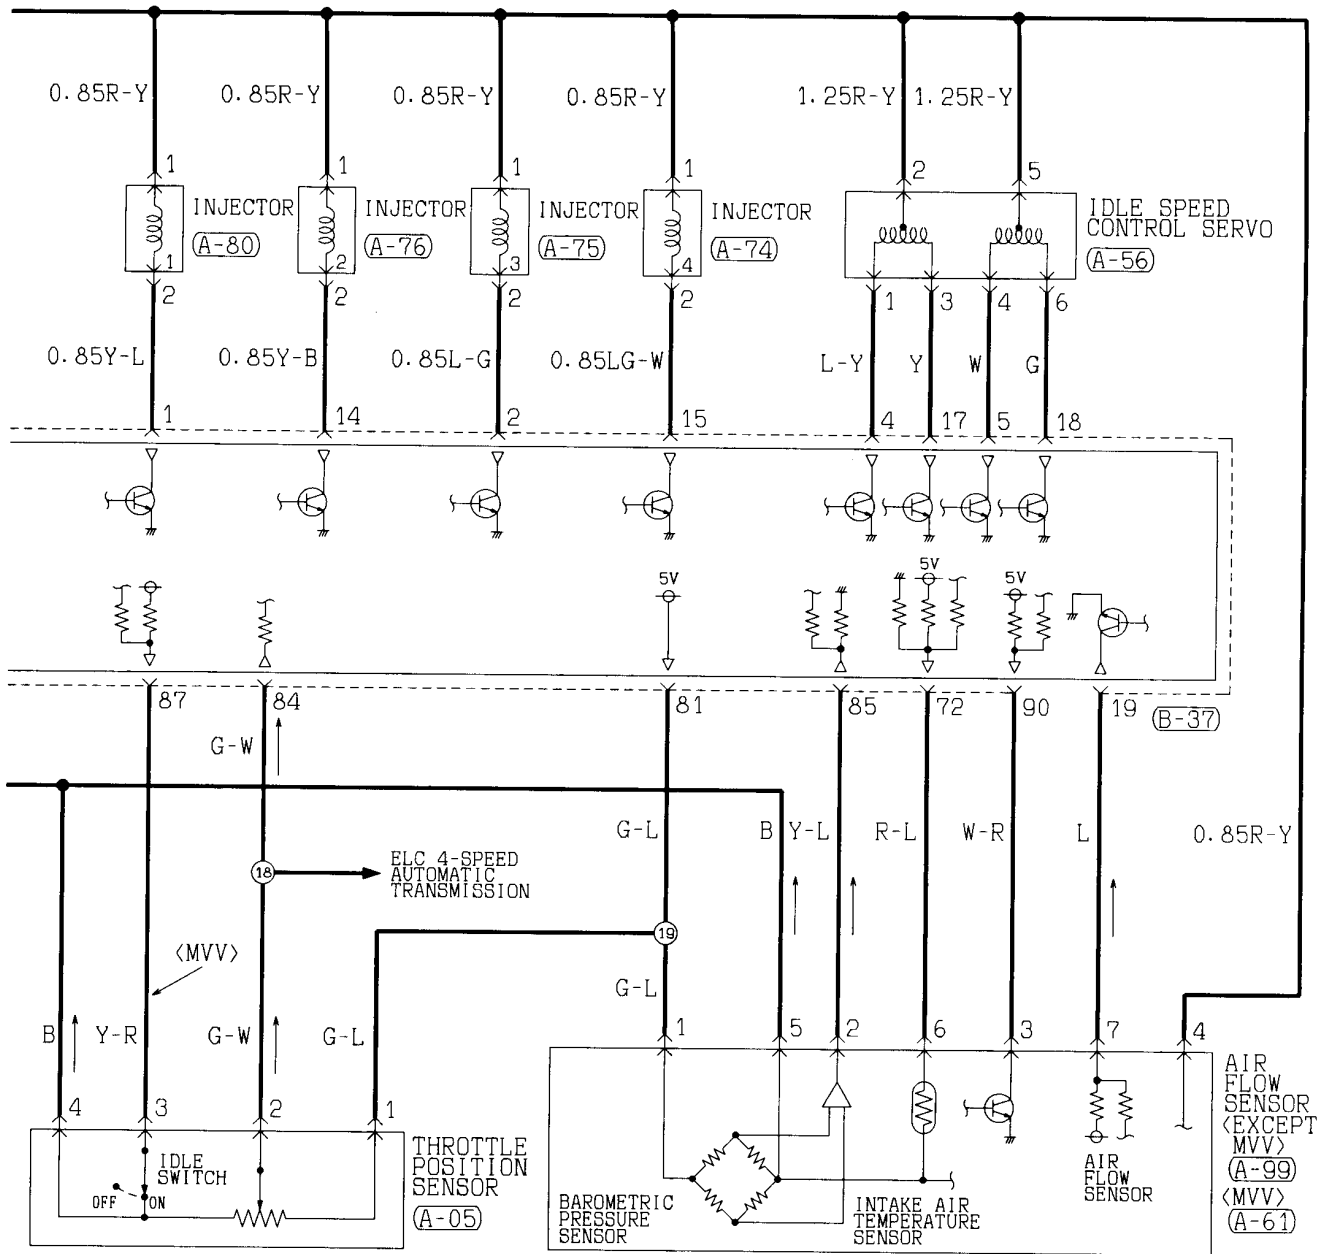 0.85R-Y 0.85R-Y 0.85R-Y 0.85R-Y 1.25R-Y 1.25R-Y
1 1 1 1 2 5
INJECTOR
A-80
INJECTOR
A-76
INJECTOR
A-75
INJECTOR
A-74
IDLE SPEED
CONTROL SERVO
A-56
1 2 3 4
2 2 2 2 1 3 4 6
0.85Y-L 0.85Y-B 0.85L-G 0.85LG-W L-Y Y W G
1 14 2 15 4 17 5 18
5V 5V 5V
87 84 81 85 72 90 19
B-37
G-W
G-L B Y-L R-L W-R L 0.85R-Y
18
ELC 4-SPEED
AUTOMATIC
TRANSMISSION
19
<MVV>
G-L
B Y-R G-W G-L
1 5 2 6 3 7 4
4 3 2 1
IDLE
SWITCH
OFF ON
THROTTLE
POSITION
SENSOR
A-05
BAROMETRIC
PRESSURE
SENSOR
INTAKE AIR
TEMPERATURE
SENSOR
AIR
FLOW
SENSOR
AIR
FLOW
SENSOR
<EXCEPT
MVV>
A-99
<MVV>
A-61